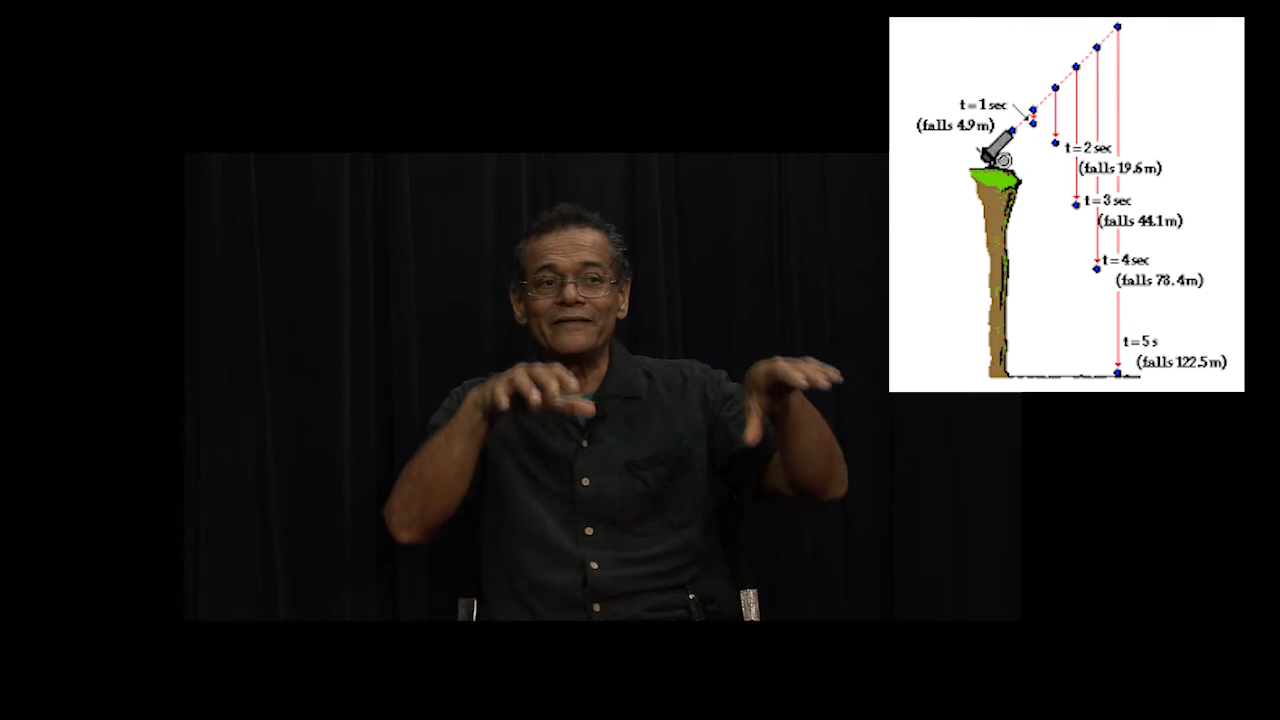 t = 1 sec
(falls 4.9 m)
t = 2 sec
(falls 19.6 m)
t = 3 sec
(falls 44.1 m)
t = 4 sec
(falls 78.4 m)
t = 5 s
(falls 122.5 m)